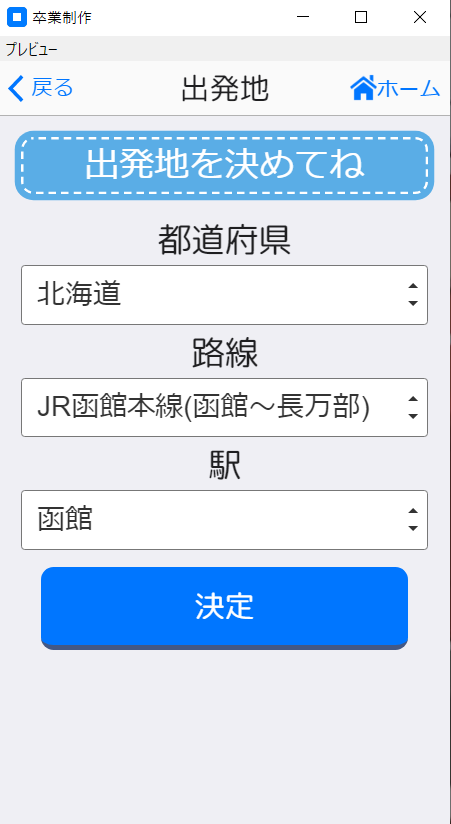 卒業制作
プレビュー
戻る 出発地 ホーム
出発地を決めてね
都道府県
北海道
路線
JR函館本線(函館～長万部)
駅
函館
決定